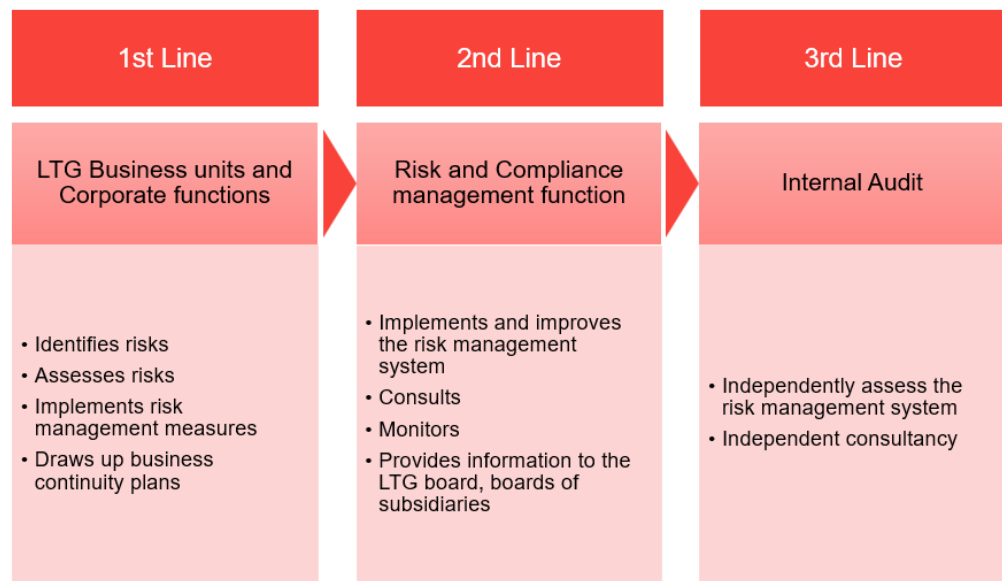 1st Line
2nd Line
3rd Line
LTG Business units and
Corporate functions
Risk and Compliance
management function
Internal Audit
• Identifies risks
• Assesses risks
• Implements risk
management measures
• Draws up business
continuity plans
• Implements and improves
the risk management
system
• Consults
• Monitors
• Provides information to the
LTG board, boards of
subsidiaries
• Independently assess the
risk management system
• Independent consultancy